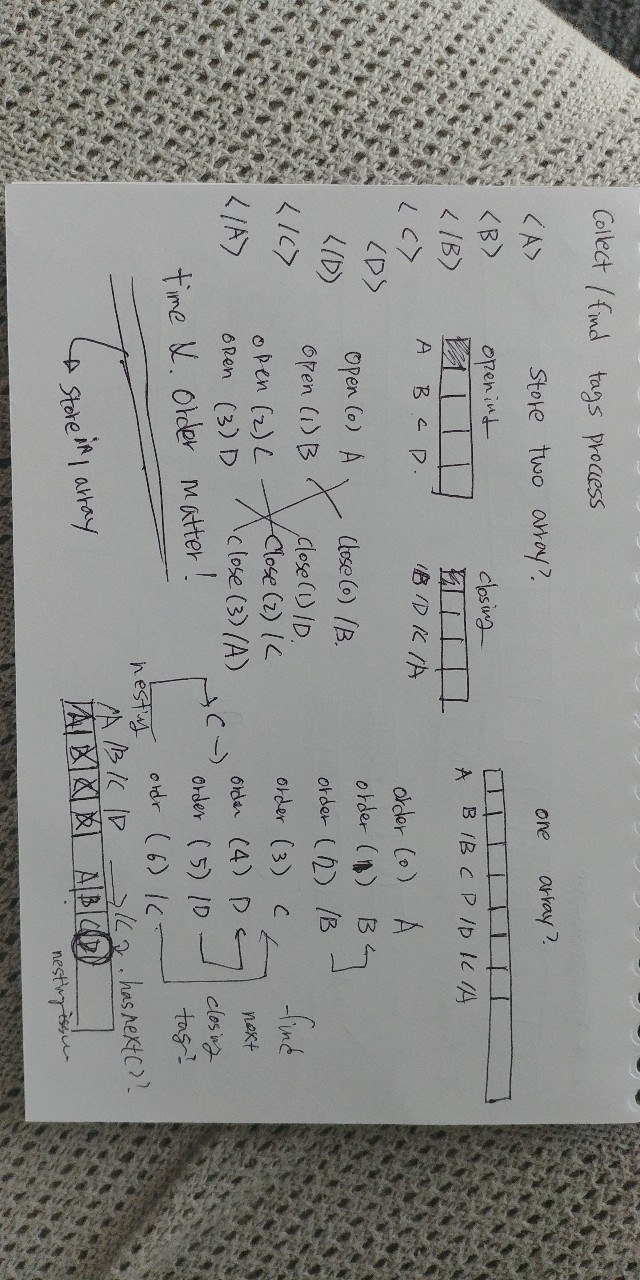 Collect / find tags process
<A>
<B>
</B>
<C>
<D>
</D>
</C>
</A>
store two array?
opening
A B C D.
closing
/B /D /C /A
open (0) A
open (1) B
open (2) C
open (3) D
close (0) /B.
close (1) /D.
close (2) /C
close (3) /A)
time &. order matter!
store in 1 array
one array?
A B /B C D /D /C /A
order (0) A
order (1) B
order (2) /B
order (3) C
order (4) D
order (5) /D
ordr (6) /C
find
next
closing
tag?
C →
nesting
/A /B /C /D → /C . hasnext()?
A X X X A B C D
nesting issue